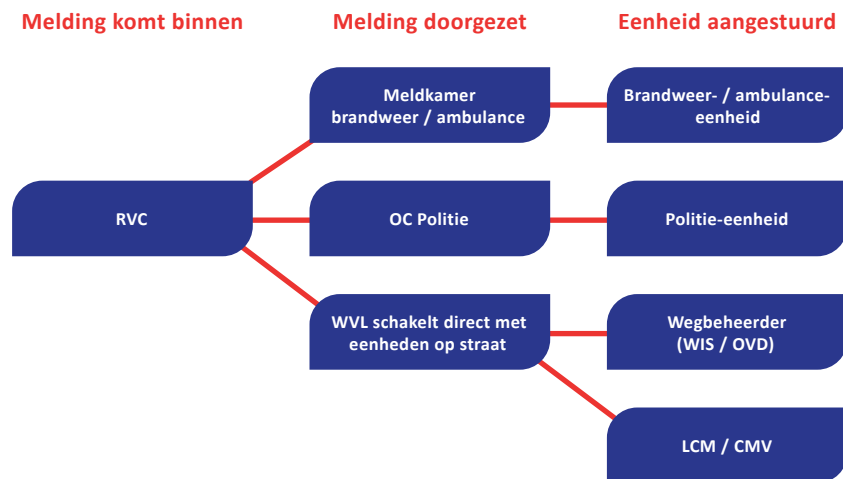 Melding komt binnen
Melding doorgezet
Eenheid aangestuurd
Meldkamer
brandweer / ambulance
Brandweer- / ambulance-
eenheid
RVC
OC Politie
Politie-eenheid
WVL schakelt direct met
eenheden op straat
Wegbeheerder
(WIS / OVD)
LCM / CMV